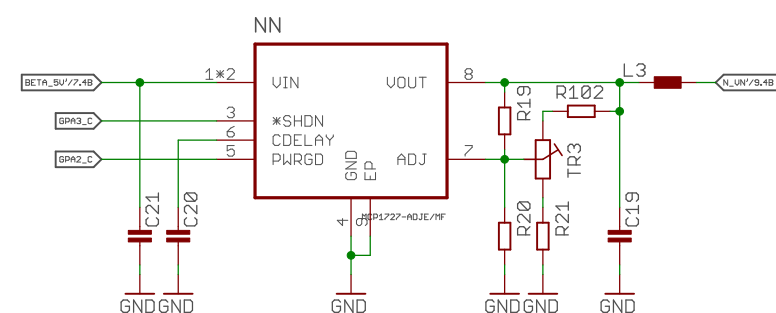 NN
BETA_5V'/7.4B
1*2
VIN
VOUT
8
L3
N_VN'/9.4B
R102
GPA3_C
3
*SHDN
R19
6
CDELAY
GPA2_C
5
PWRGD
GND
EP
ADJ
7
TR3
C21
C20
4
9
MCP1727-ADJE/MF
R20
R21
C19
GND
GND
GND
GND
GND
GND